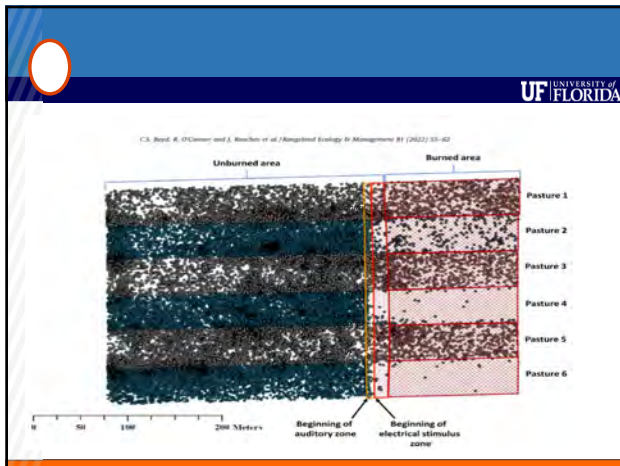 UF UNIVERSITY of FLORIDA
C.S. Boyd, R. O'Connor and J. Ranches et al./Rangeland Ecology & Management 81 (2022) 55–62
Unburned area
Burned area
Pasture 1
Pasture 2
Pasture 3
Pasture 4
Pasture 5
Pasture 6
0 50 100 200 Meters
Beginning of auditory zone
Beginning of electrical stimulus zone